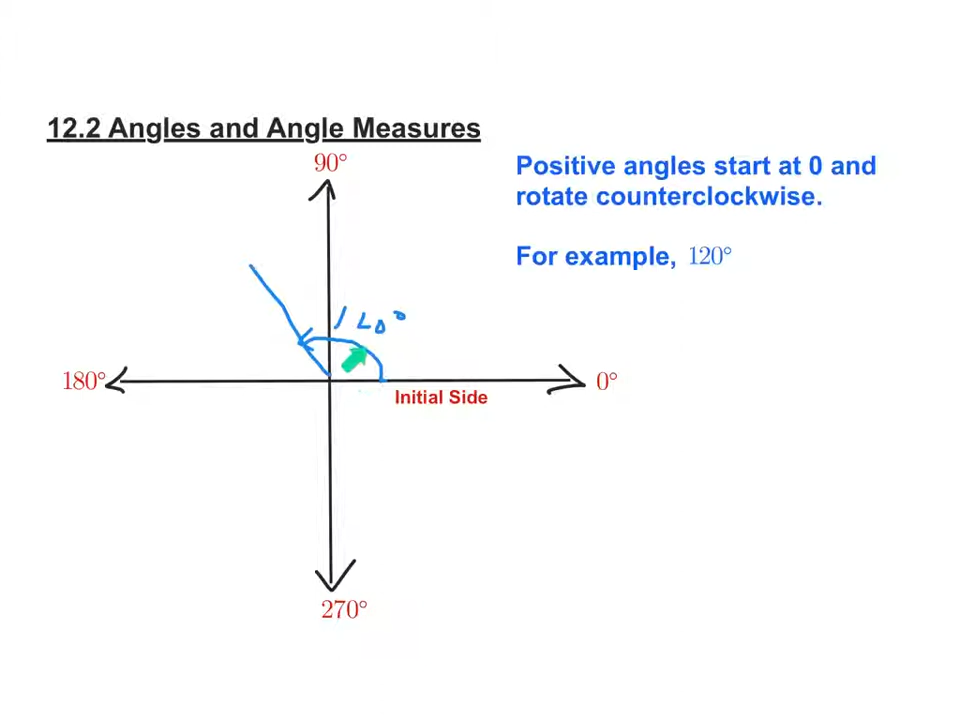 12.2 Angles and Angle Measures
90°
Positive angles start at 0 and
rotate counterclockwise.
For example, 120°
120°
180°
0°
Initial Side
270°